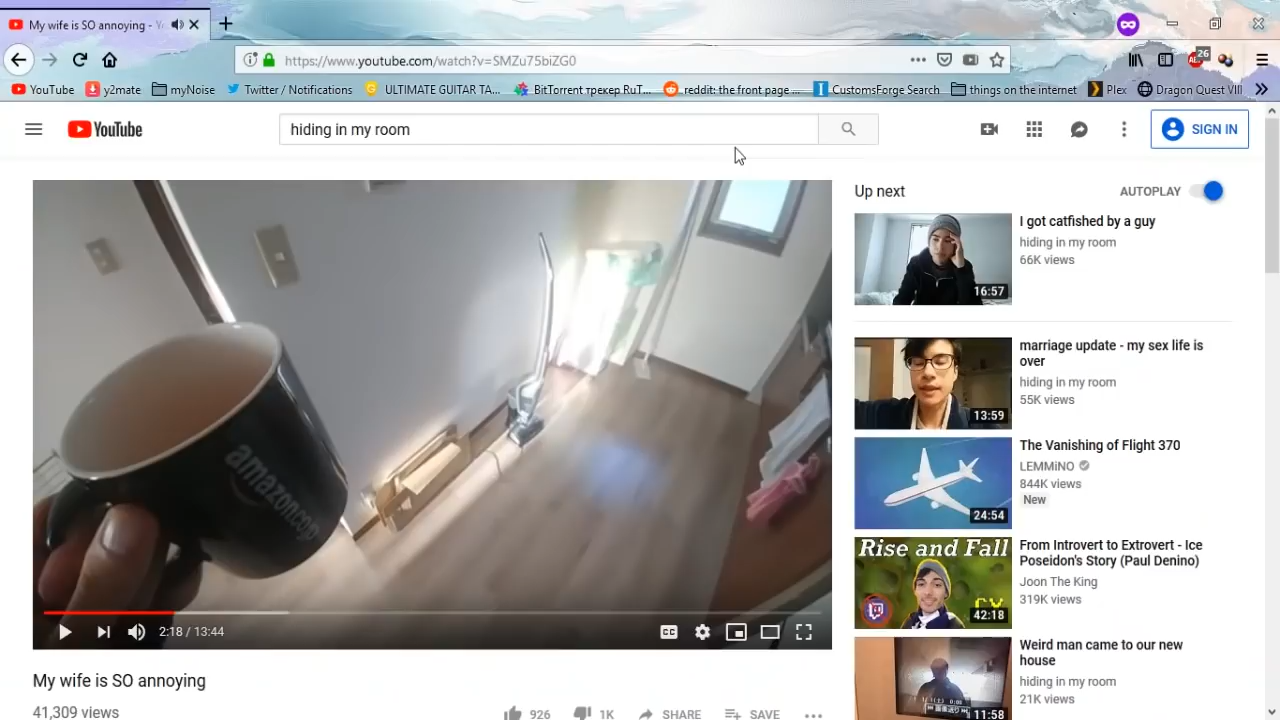 My wife is SO annoying - Y
https://www.youtube.com/watch?v=SMZu75biZG0
26
YouTube
y2mate
myNoise
Twitter / Notifications
ULTIMATE GUITAR TA...
BitTorrent трекер RuT...
reddit: the front page ...
CustomsForge Search
things on the internet
Plex
Dragon Quest VIII
YouTube
hiding in my room
SIGN IN
amazon.co.jp
CC
2:18 / 13:44
My wife is SO annoying
41,309 views
926
1K
SHARE
SAVE
Up next
AUTOPLAY
16:57
I got catfished by a guy
hiding in my room
66K views
13:59
marriage update - my sex life is
over
hiding in my room
55K views
24:54
The Vanishing of Flight 370
LEMMiNO
844K views
New
Rise and Fall
CX
42:18
From Introvert to Extrovert - Ice
Poseidon's Story (Paul Denino)
Joon The King
319K views
11:58
Weird man came to our new
house
hiding in my room
21K views